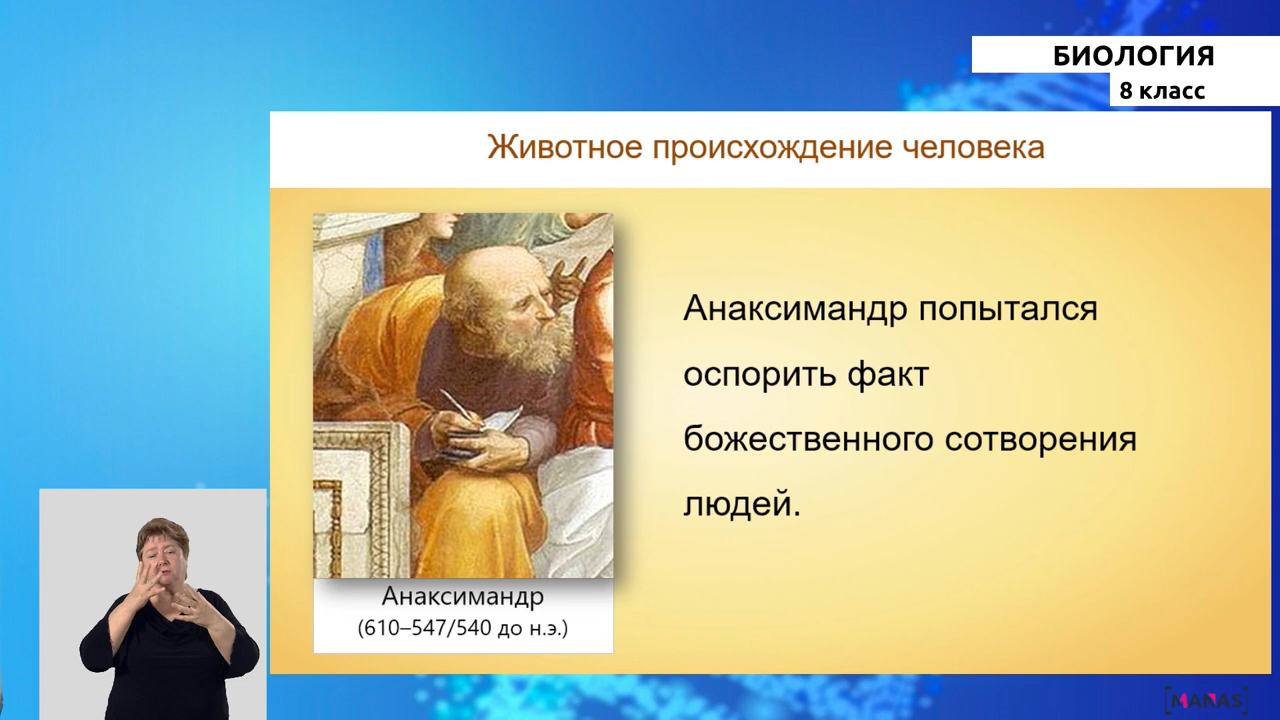 БИОЛОГИЯ
8 класс
Животное происхождение человека
Анаксимандр попытался
оспорить факт
божественного сотворения
людей.
Анаксимандр
(610–547/540 до н.э.)
[MANAS]